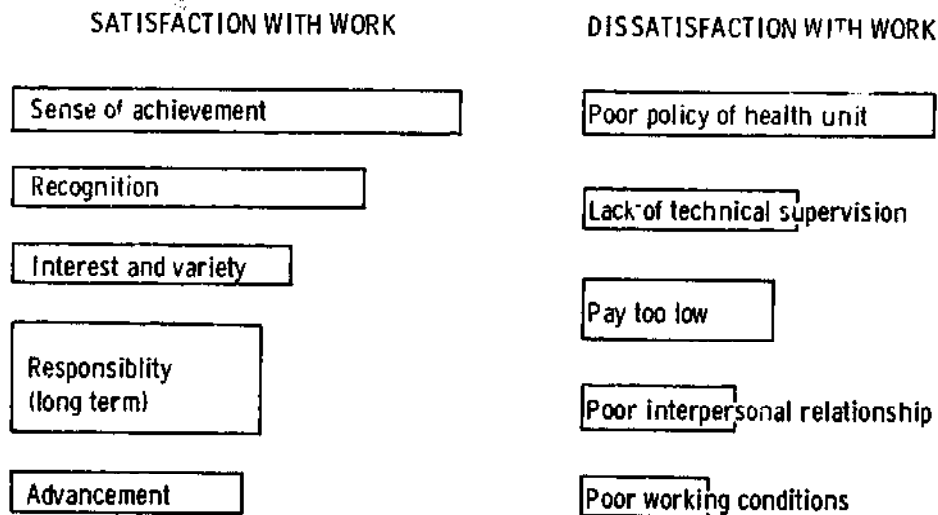 SATISFACTION WITH WORK
Sense of achievement
Recognition
Interest and variety
Responsiblity
(long term)
Advancement
DISSATISFACTION WITH WORK
Poor policy of health unit
Lack of technical supervision
Pay too low
Poor interpersonal relationship
Poor working conditions